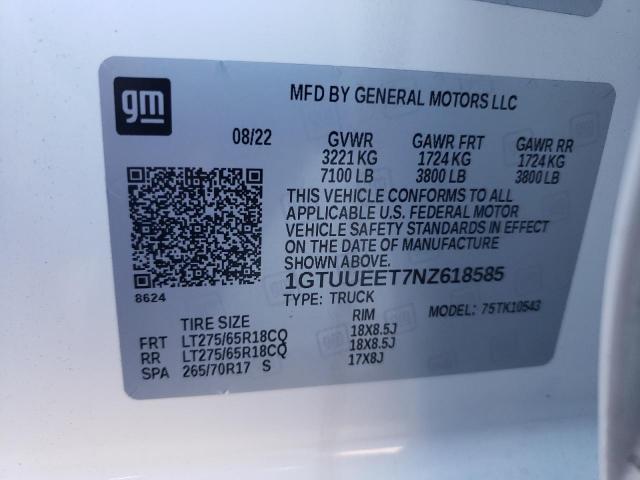 gm
MFD BY GENERAL MOTORS LLC
08/22 GVWR GAWR FRT GAWR RR
3221 KG 1724 KG 1724 KG
7100 LB 3800 LB 3800 LB
THIS VEHICLE CONFORMS TO ALL
APPLICABLE U.S. FEDERAL MOTOR
VEHICLE SAFETY STANDARDS IN EFFECT
ON THE DATE OF MANUFACTURE
SHOWN ABOVE.
8624 1GTUUEET7NZ618585
TYPE: TRUCK MODEL: 75TK10543
TIRE SIZE RIM
FRT LT275/65R18CQ 18X8.5J
RR LT275/65R18CQ 18X8.5J
SPA 265/70R17 S 17X8J